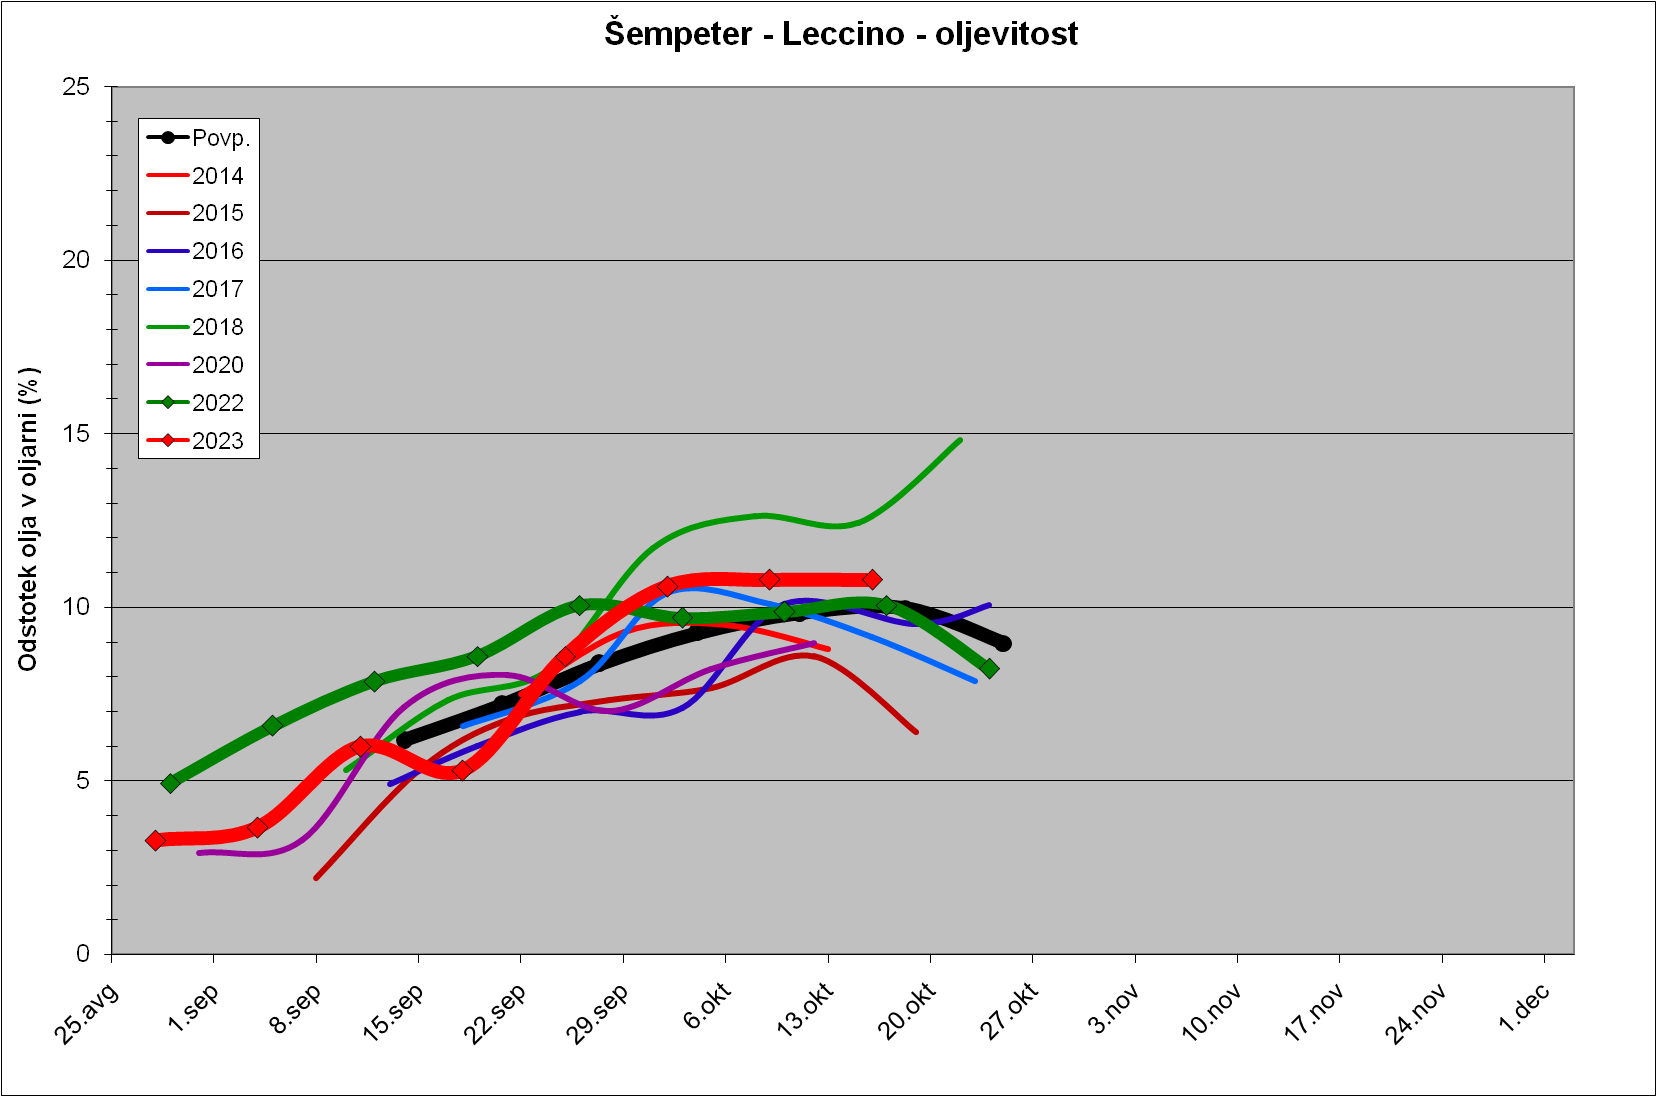 Šempeter - Leccino - oljevitost
Odstotek olja v oljarni (%)
25
20
15
10
5
0
Povp.
2014
2015
2016
2017
2018
2020
2022
2023
25.avg
1.sep
8.sep
15.sep
22.sep
29.sep
6.okt
13.okt
20.okt
27.okt
3.nov
10.nov
17.nov
24.nov
1.dec